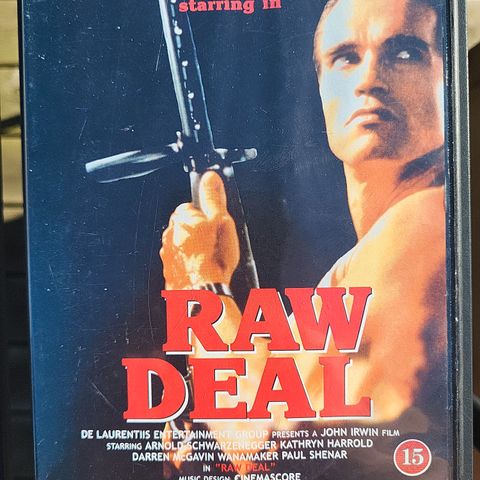 starring in
RAW
DEAL
DE LAURENTIIS ENTERTAINMENT GROUP PRESENTS A JOHN IRWIN FILM
STARRING ARNOLD SCHWARZENEGGER KATHRYN HARROLD
DARREN McGAVIN WANAMAKER PAUL SHENAR
IN "RAW DEAL"
MUSIC DESIGN: CINEMASCORE
15